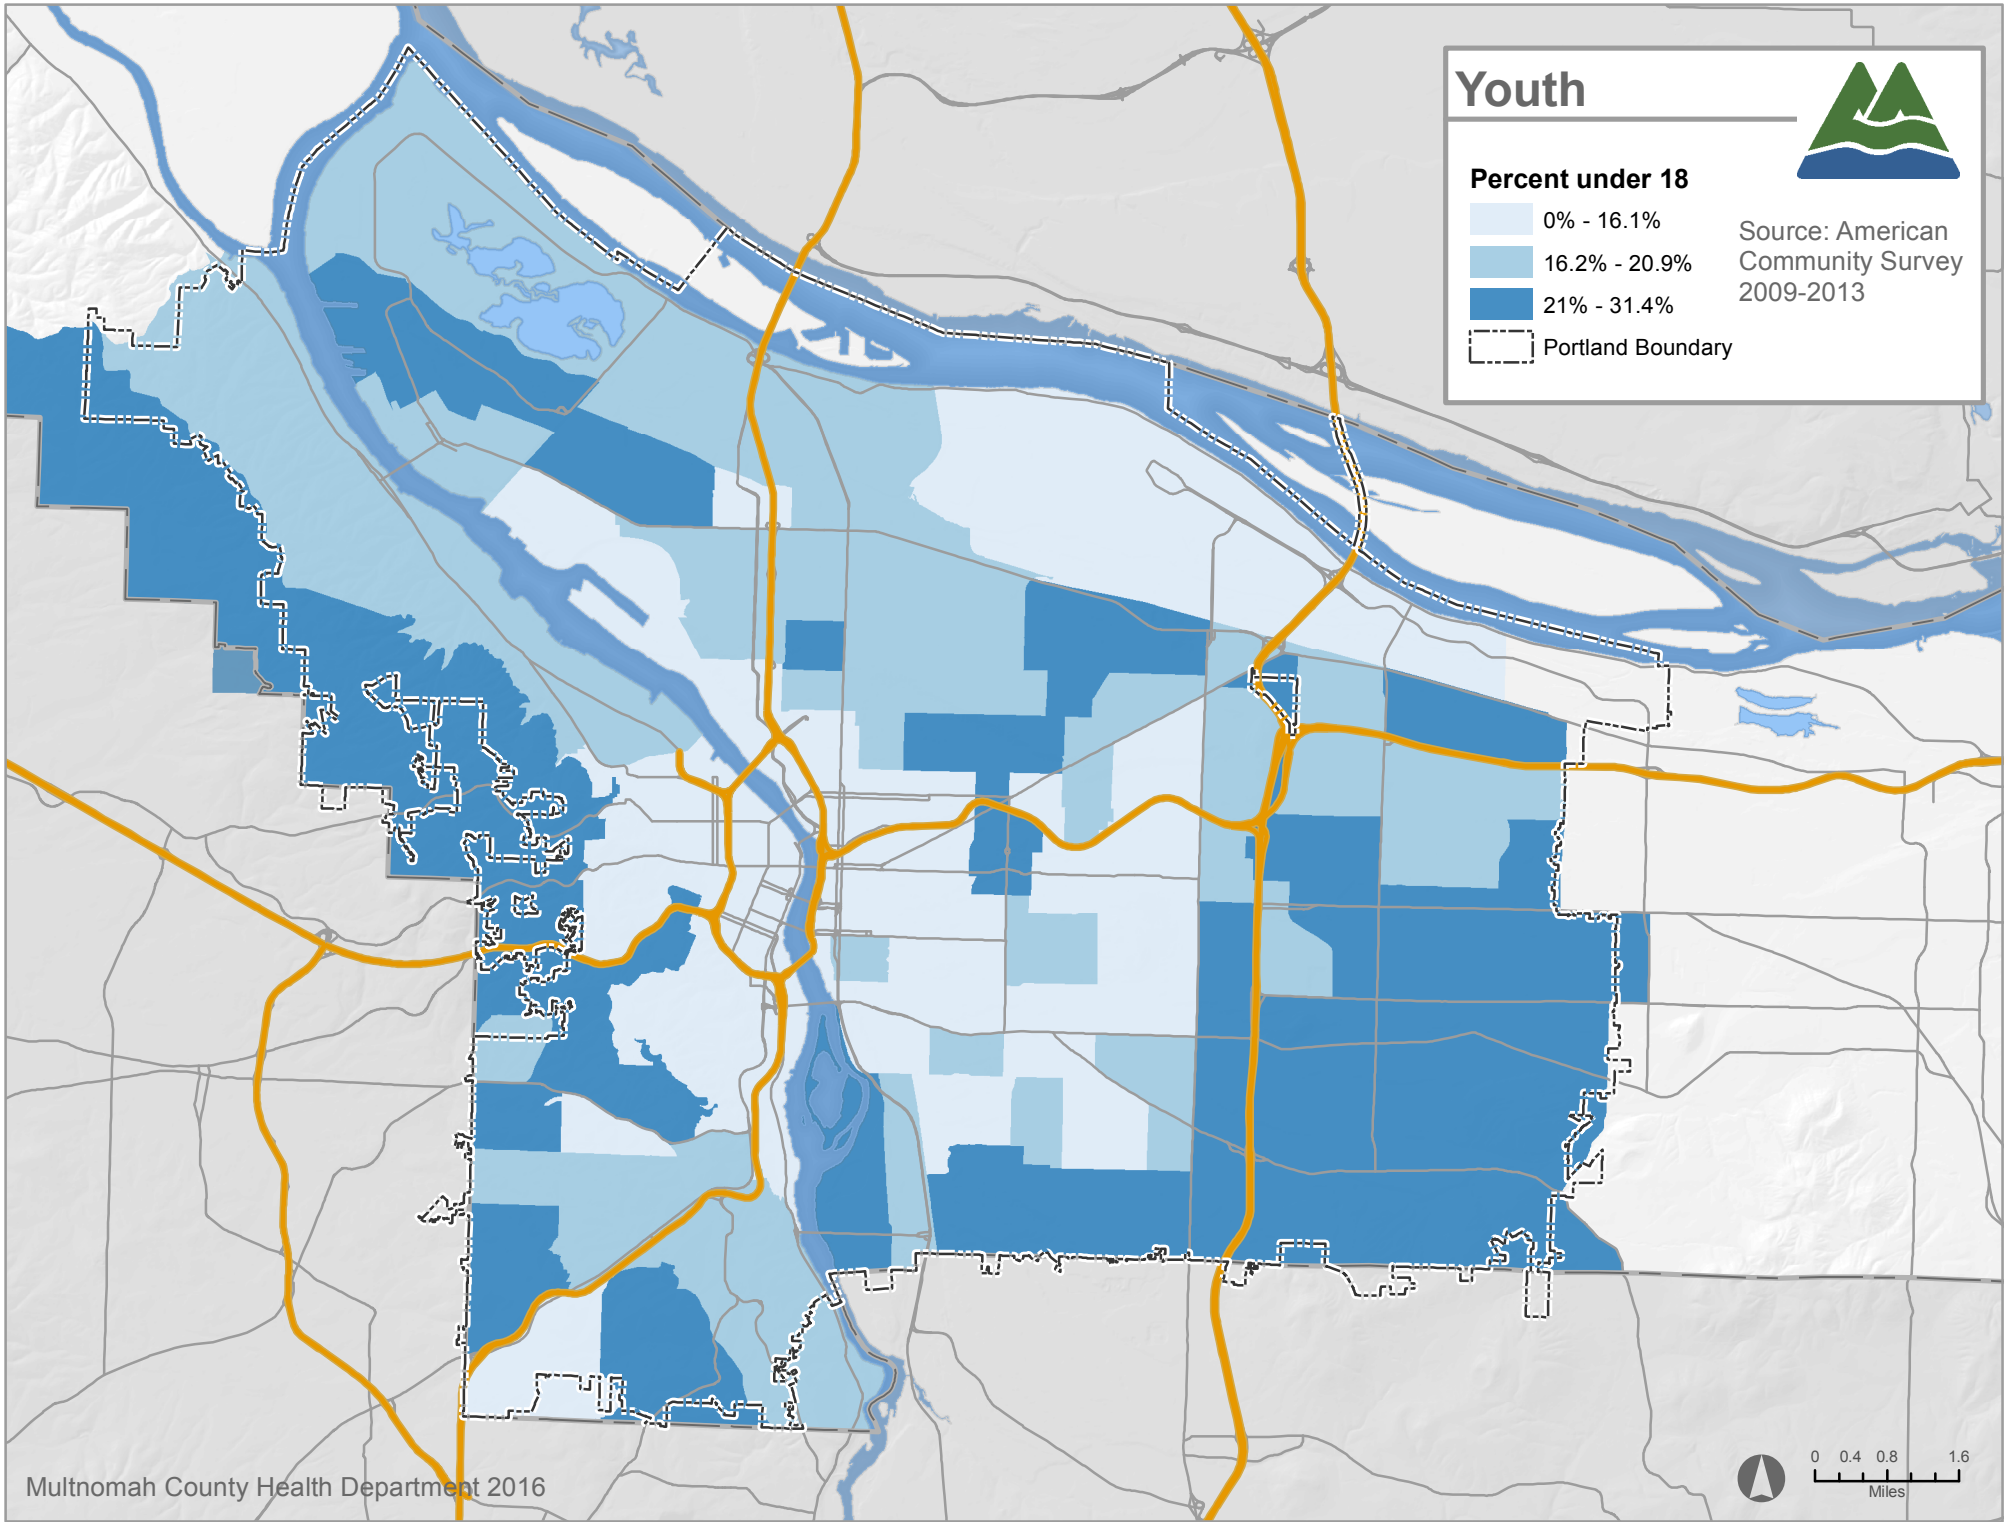 Youth
Percent under 18
0% - 16.1%
16.2% - 20.9%
21% - 31.4%
Portland Boundary
Source: American
Community Survey
2009-2013
Multnomah County Health Department 2016
0 0.4 0.8 1.6
Miles